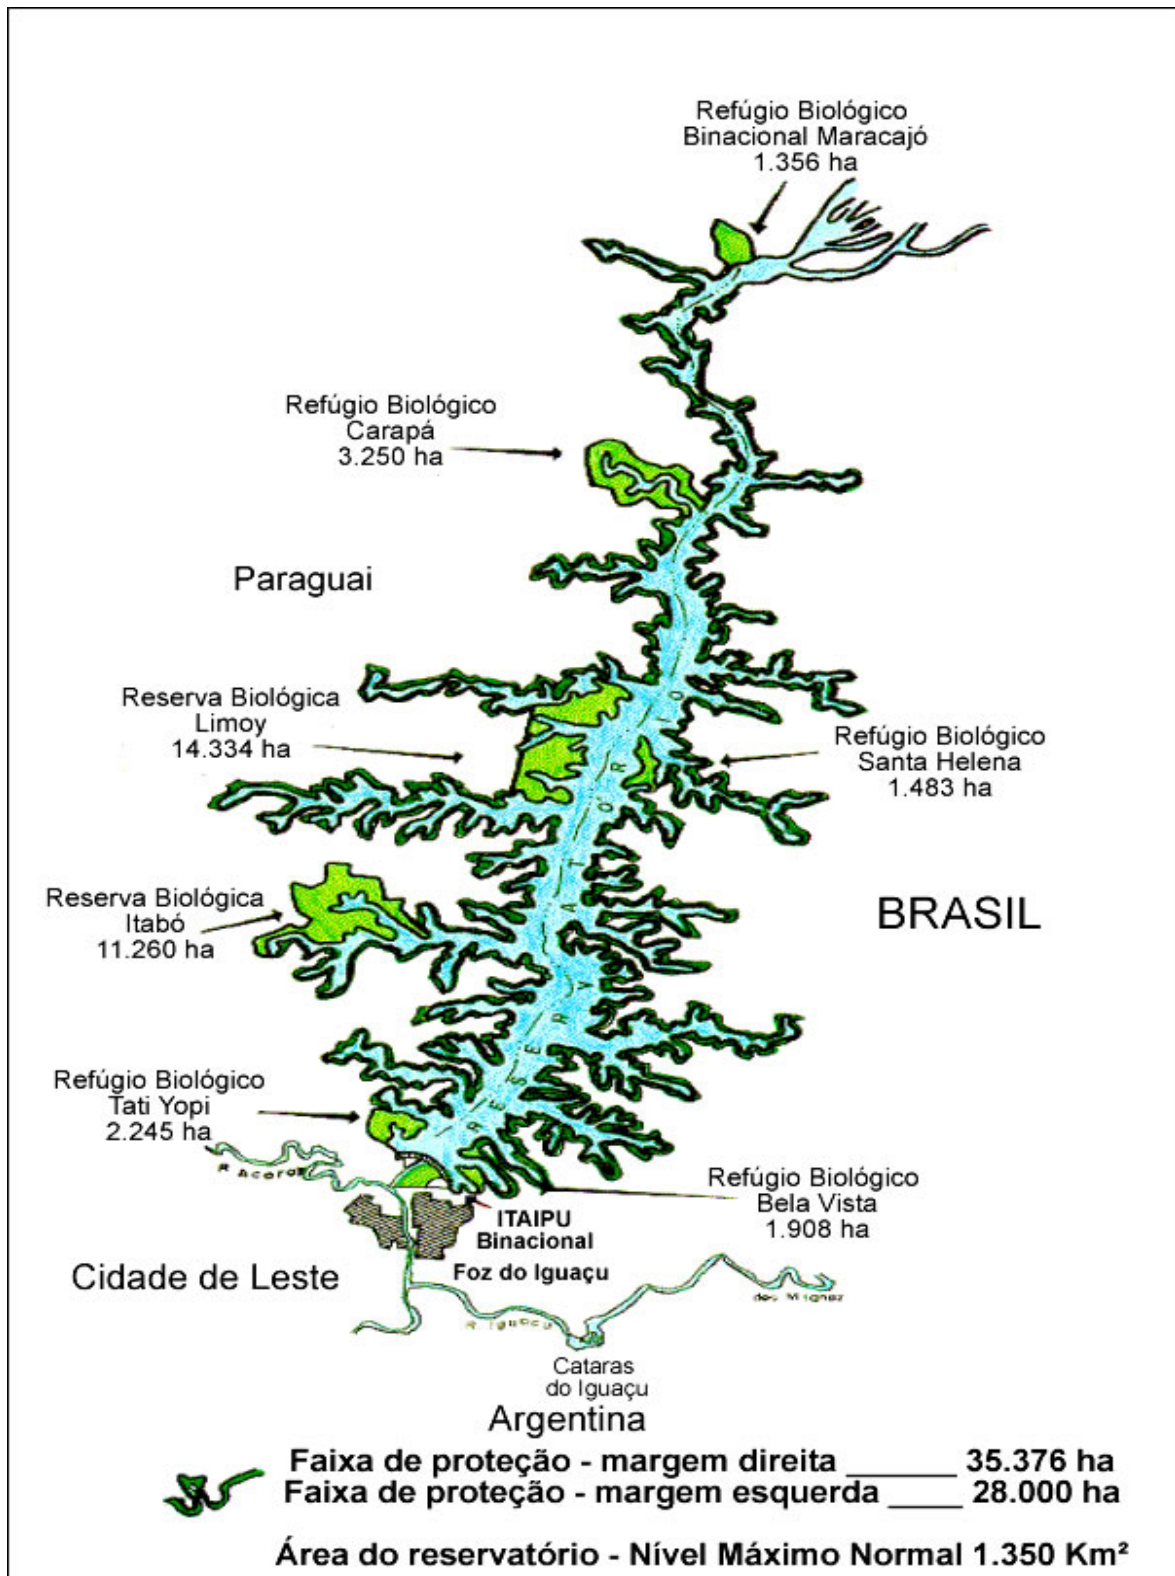 Refúgio Biológico
Binacional Maracajó
1.356 ha
Refúgio Biológico
Carapá
3.250 ha
Paraguai
Reserva Biológica
Limoy
14.334 ha
Refúgio Biológico
Santa Helena
1.483 ha
Reserva Biológica
Itabó
11.260 ha
BRASIL
RESERVATÓRIO
Refúgio Biológico
Tati Yopi
2.245 ha
R. Acaray
Refúgio Biológico
Bela Vista
1.908 ha
ITAIPU
Binacional
Foz do Iguaçu
Cidade de Leste
R. Iguaçu
Cataras
do Iguaçu
Argentina
Faixa de proteção - margem direita ______ 35.376 ha
Faixa de proteção - margem esquerda ____ 28.000 ha
Área do reservatório - Nível Máximo Normal 1.350 Km²